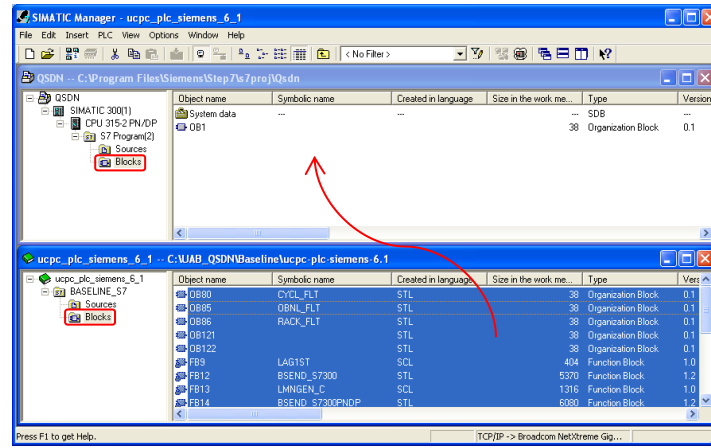 SIMATIC Manager - ucpc_plc_siemens_6_1
File Edit Insert PLC View Options Window Help
< No Filter >
QSDN -- C:\Program Files\Siemens\Step7\s7proj\Qsdn
QSDN
SIMATIC 300(1)
CPU 315-2 PN/DP
S7 Program(2)
Sources
Blocks
Object name Symbolic name Created in language Size in the work me... Type Version
System data --- --- --- SDB ---
OB1 38 Organization Block 0.1
ucpc_plc_siemens_6_1 -- C:\UAB_QSDN\Baseline\ucpc-plc-siemens-6.1
ucpc_plc_siemens_6_1
BASELINE_S7
Sources
Blocks
Object name Symbolic name Created in language Size in the work me... Type Vers
OB80 CYCL_FLT STL 38 Organization Block 0.1
OB85 OBNL_FLT STL 38 Organization Block 0.1
OB86 RACK_FLT STL 38 Organization Block 0.1
OB121 STL 38 Organization Block 0.1
OB122 STL 38 Organization Block 0.1
FB9 LAG1ST SCL 404 Function Block 1.0
FB12 BSEND_S7300 STL 5370 Function Block 1.2
FB13 LMNGEN_C SCL 1316 Function Block 1.0
FB14 BSEND_S7300PNDP STL 6080 Function Block 1.2
Press F1 to get Help. TCP/IP -> Broadcom NetXtreme Gig...